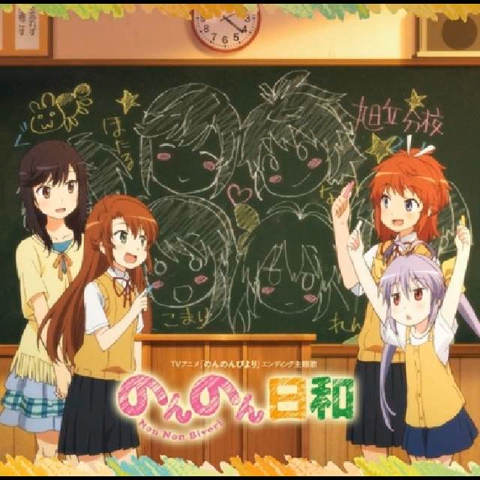 旭丘分校
ほたる
な
こまり
れん
TVアニメ「のんのんびより」エンディング主題歌
のんのん日和
Non Non Biyori